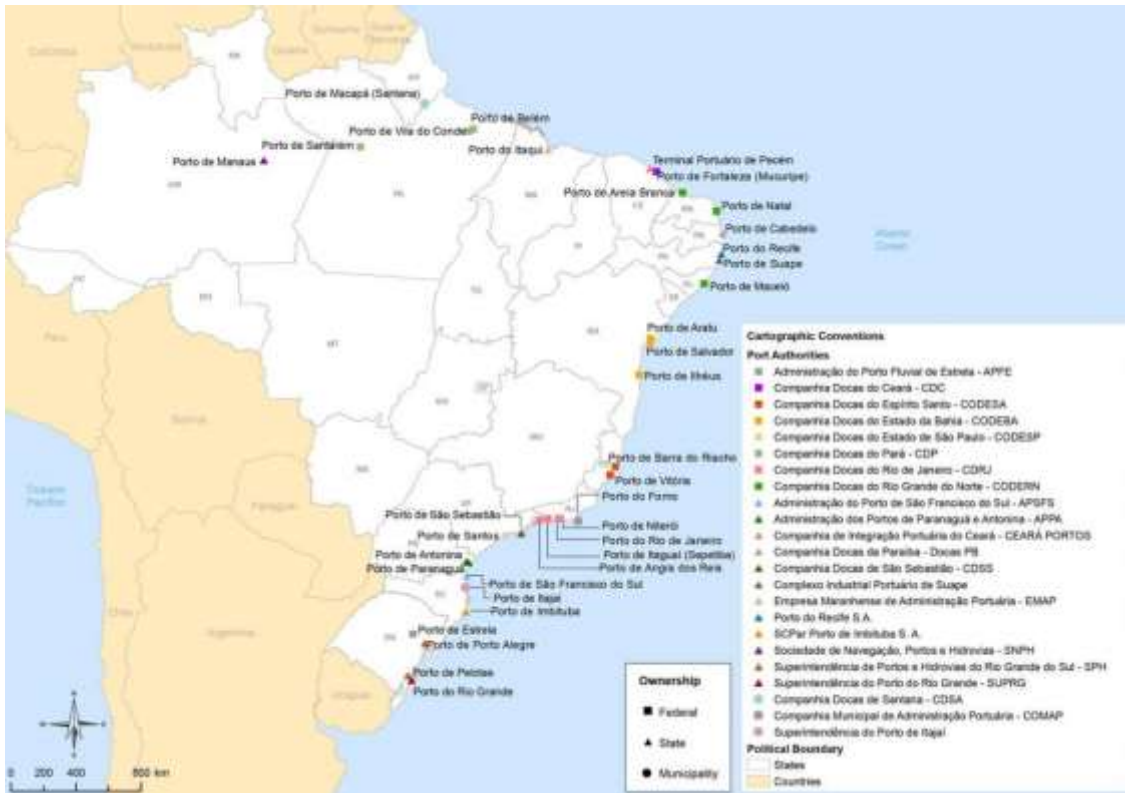 Colombia
Venezuela
Guiana
Suriname
Porto de Macapá (Santana)
Porto de Belém
Porto de Vila do Conde
Porto de Santarém
Porto do Itaqui
Porto de Manaus
Terminal Portuário de Pecém
Porto de Fortaleza (Mucuripe)
Porto de Areia Branca
Porto de Natal
Porto de Cabedelo
Porto do Recife
Porto de Suape
Porto de Maceió
Atlantic
Ocean
Peru
Bolivia
Porto de Aratu
Porto de Salvador
Porto de Ilhéus
Porto de Barra do Riacho
Porto de Vitória
Porto do Forno
Porto de São Sebastião
Porto de Niterói
Porto de Santos
Porto do Rio de Janeiro
Porto de Itaguaí (Sepetiba)
Porto de Angra dos Reis
Porto de Antonina
Porto de Paranaguá
Porto de São Francisco do Sul
Porto de Itajaí
Porto de Imbituba
Porto de Estrela
Porto de Porto Alegre
Porto de Pelotas
Porto do Rio Grande
Oceano
Pacífico
Paraguai
Chile
Argentina
Uruguai
0 200 400 800 km
Ownership
Federal
State
Municipality
Cartographic Conventions
Port Authorities
Administração do Porto Fluvial de Estrela - APFE
Companhia Docas do Ceará - CDC
Companhia Docas do Espírito Santo - CODESA
Companhia Docas do Estado da Bahia - CODEBA
Companhia Docas do Estado de São Paulo - CODESP
Companhia Docas do Pará - CDP
Companhia Docas do Rio de Janeiro - CDRJ
Companhia Docas do Rio Grande do Norte - CODERN
Administração do Porto de São Francisco do Sul - APSFS
Administração dos Portos de Paranaguá e Antonina - APPA
Companhia de Integração Portuária do Ceará - CEARÁ PORTOS
Companhia Docas da Paraíba - Docas PB
Companhia Docas de São Sebastião - CDSS
Complexo Industrial Portuário de Suape
Empresa Maranhense de Administração Portuária - EMAP
Porto do Recife S.A.
SCPar Porto de Imbituba S. A.
Sociedade de Navegação, Portos e Hidrovias - SNPH
Superintendência de Portos e Hidrovias do Rio Grande do Sul - SPH
Superintendência do Porto do Rio Grande - SUPRG
Companhia Docas de Santana - CDSA
Companhia Municipal de Administração Portuária - COMAP
Superintendência do Porto de Itajaí
Political Boundary
States
Countries